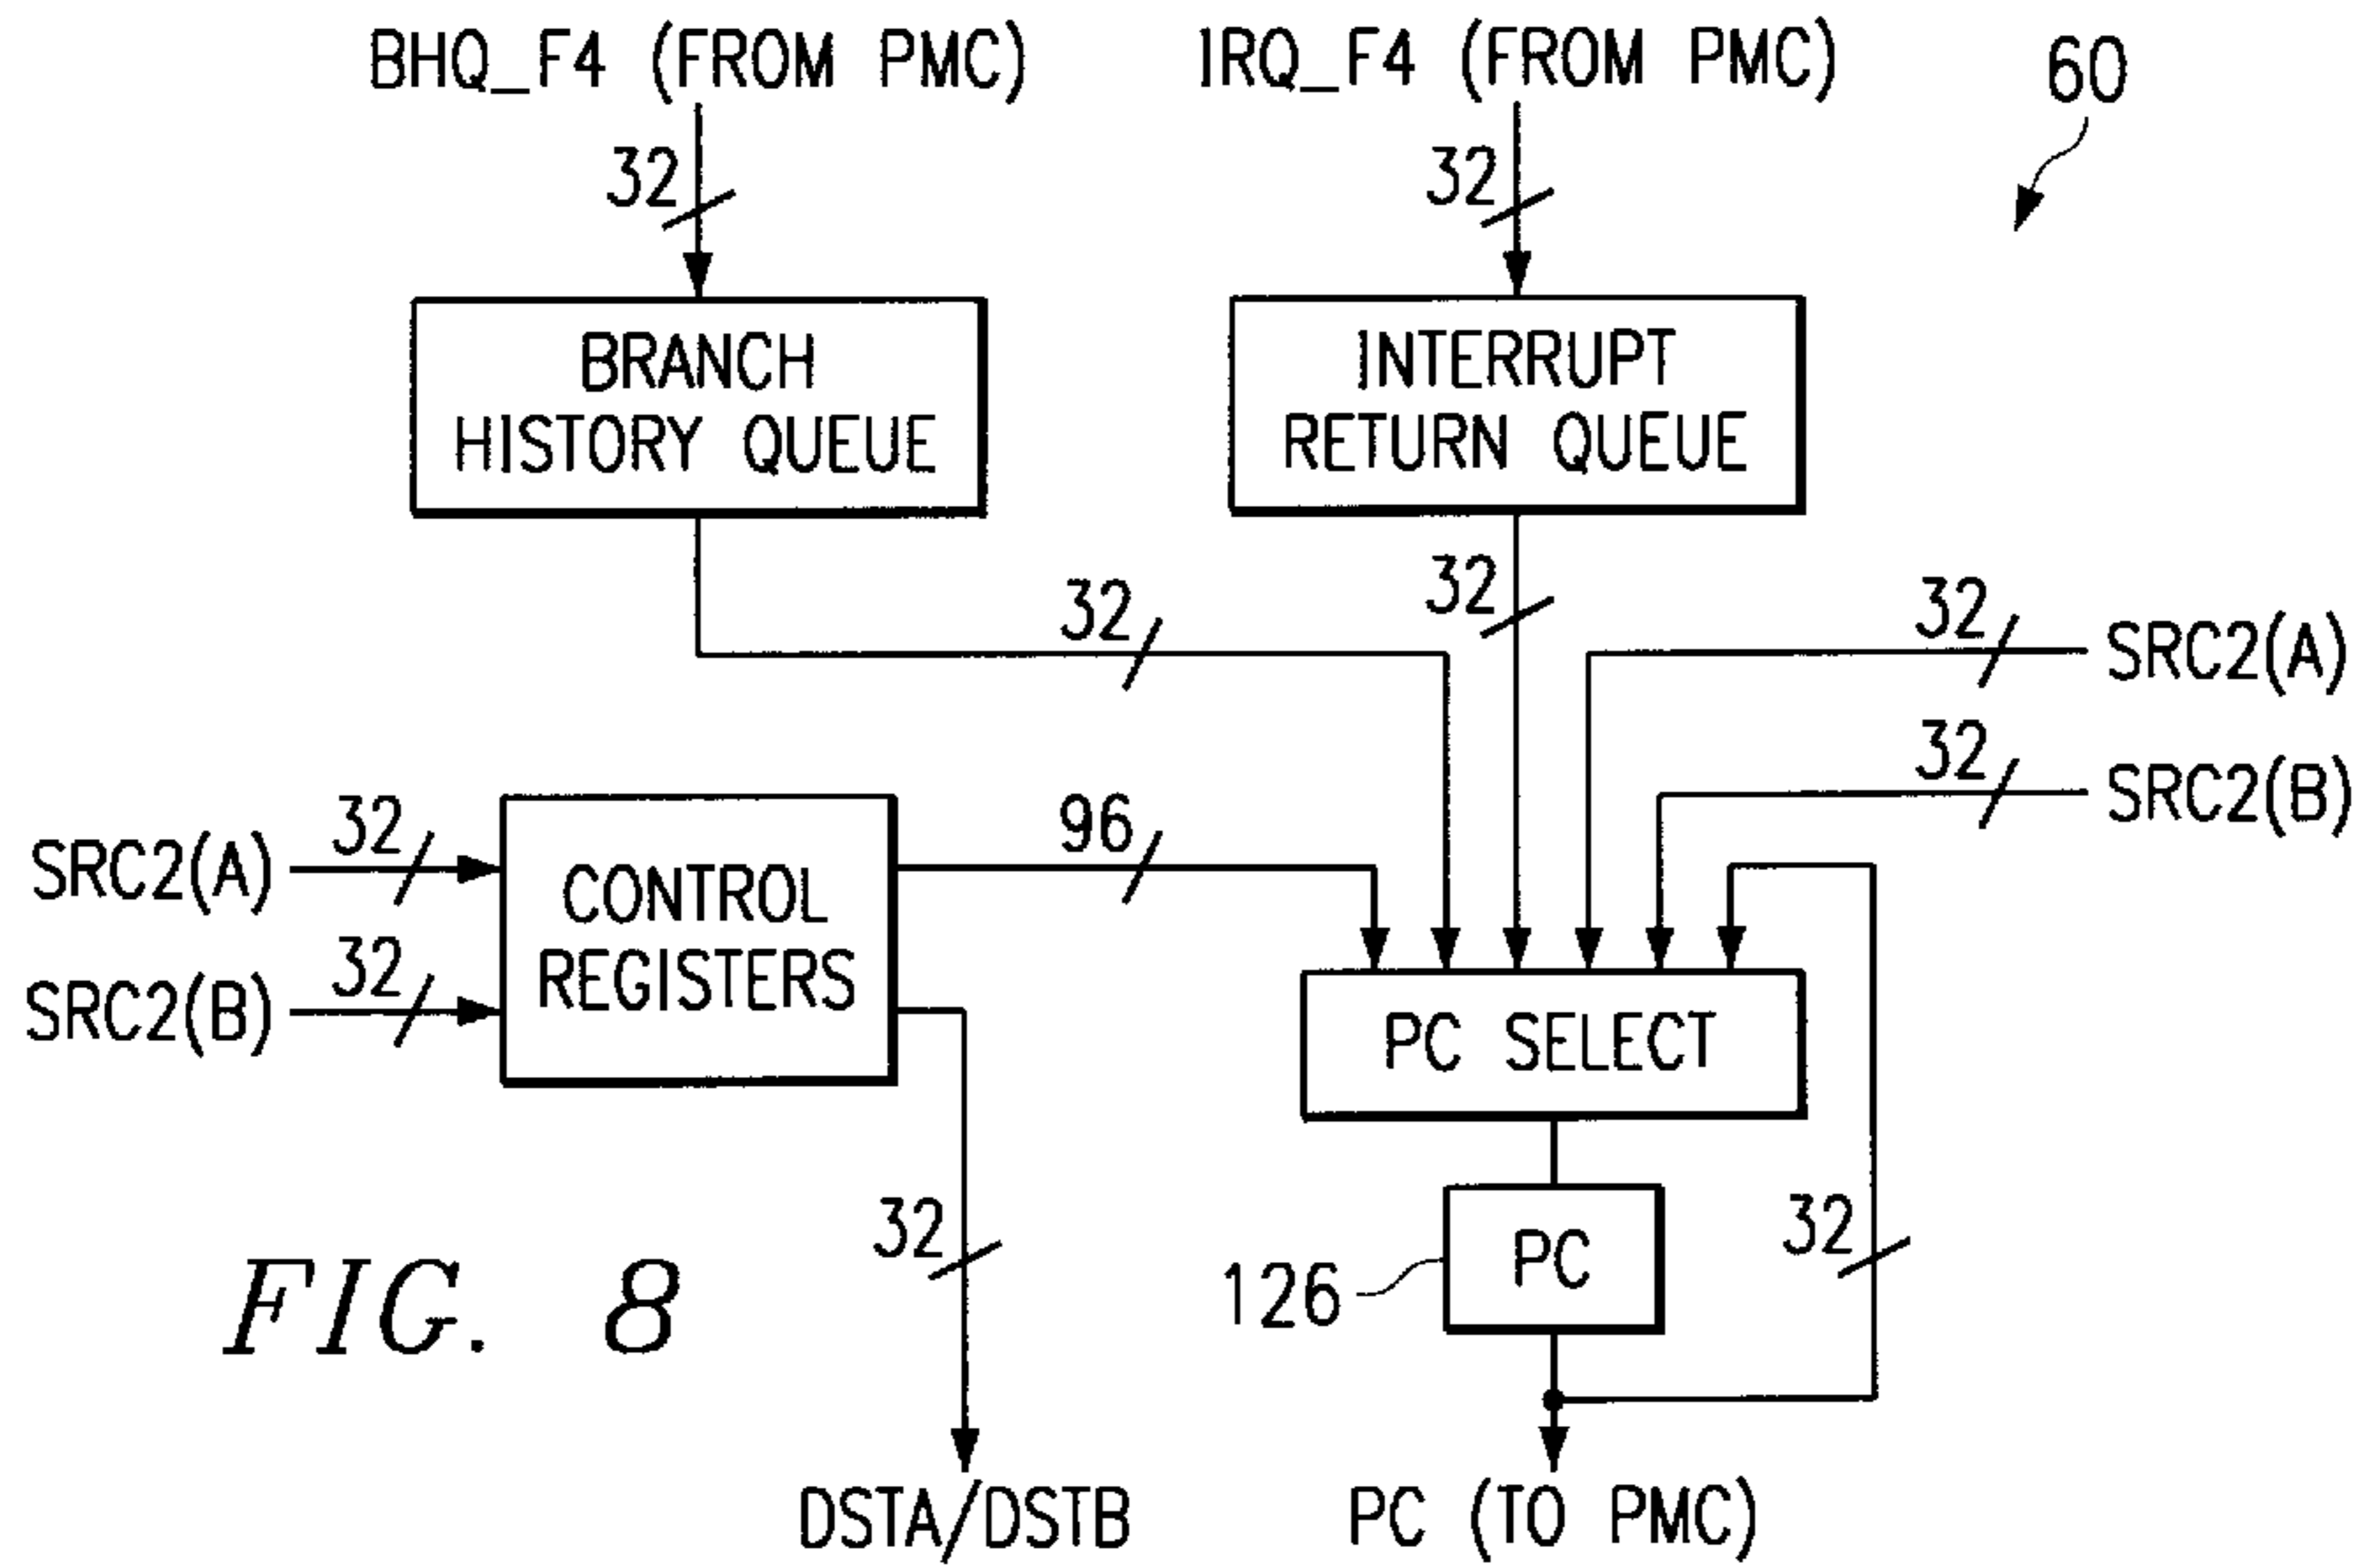 BHQ_F4 (FROM PMC)
IRQ_F4 (FROM PMC)
60
32
32
BRANCH
HISTORY QUEUE
INTERRUPT
RETURN QUEUE
32
32
32
SRC2(A)
32
SRC2(B)
SRC2(A)
32
SRC2(B)
32
CONTROL
REGISTERS
96
PC SELECT
32
126
PC
32
FIG. 8
DSTA/DSTB
PC (TO PMC)